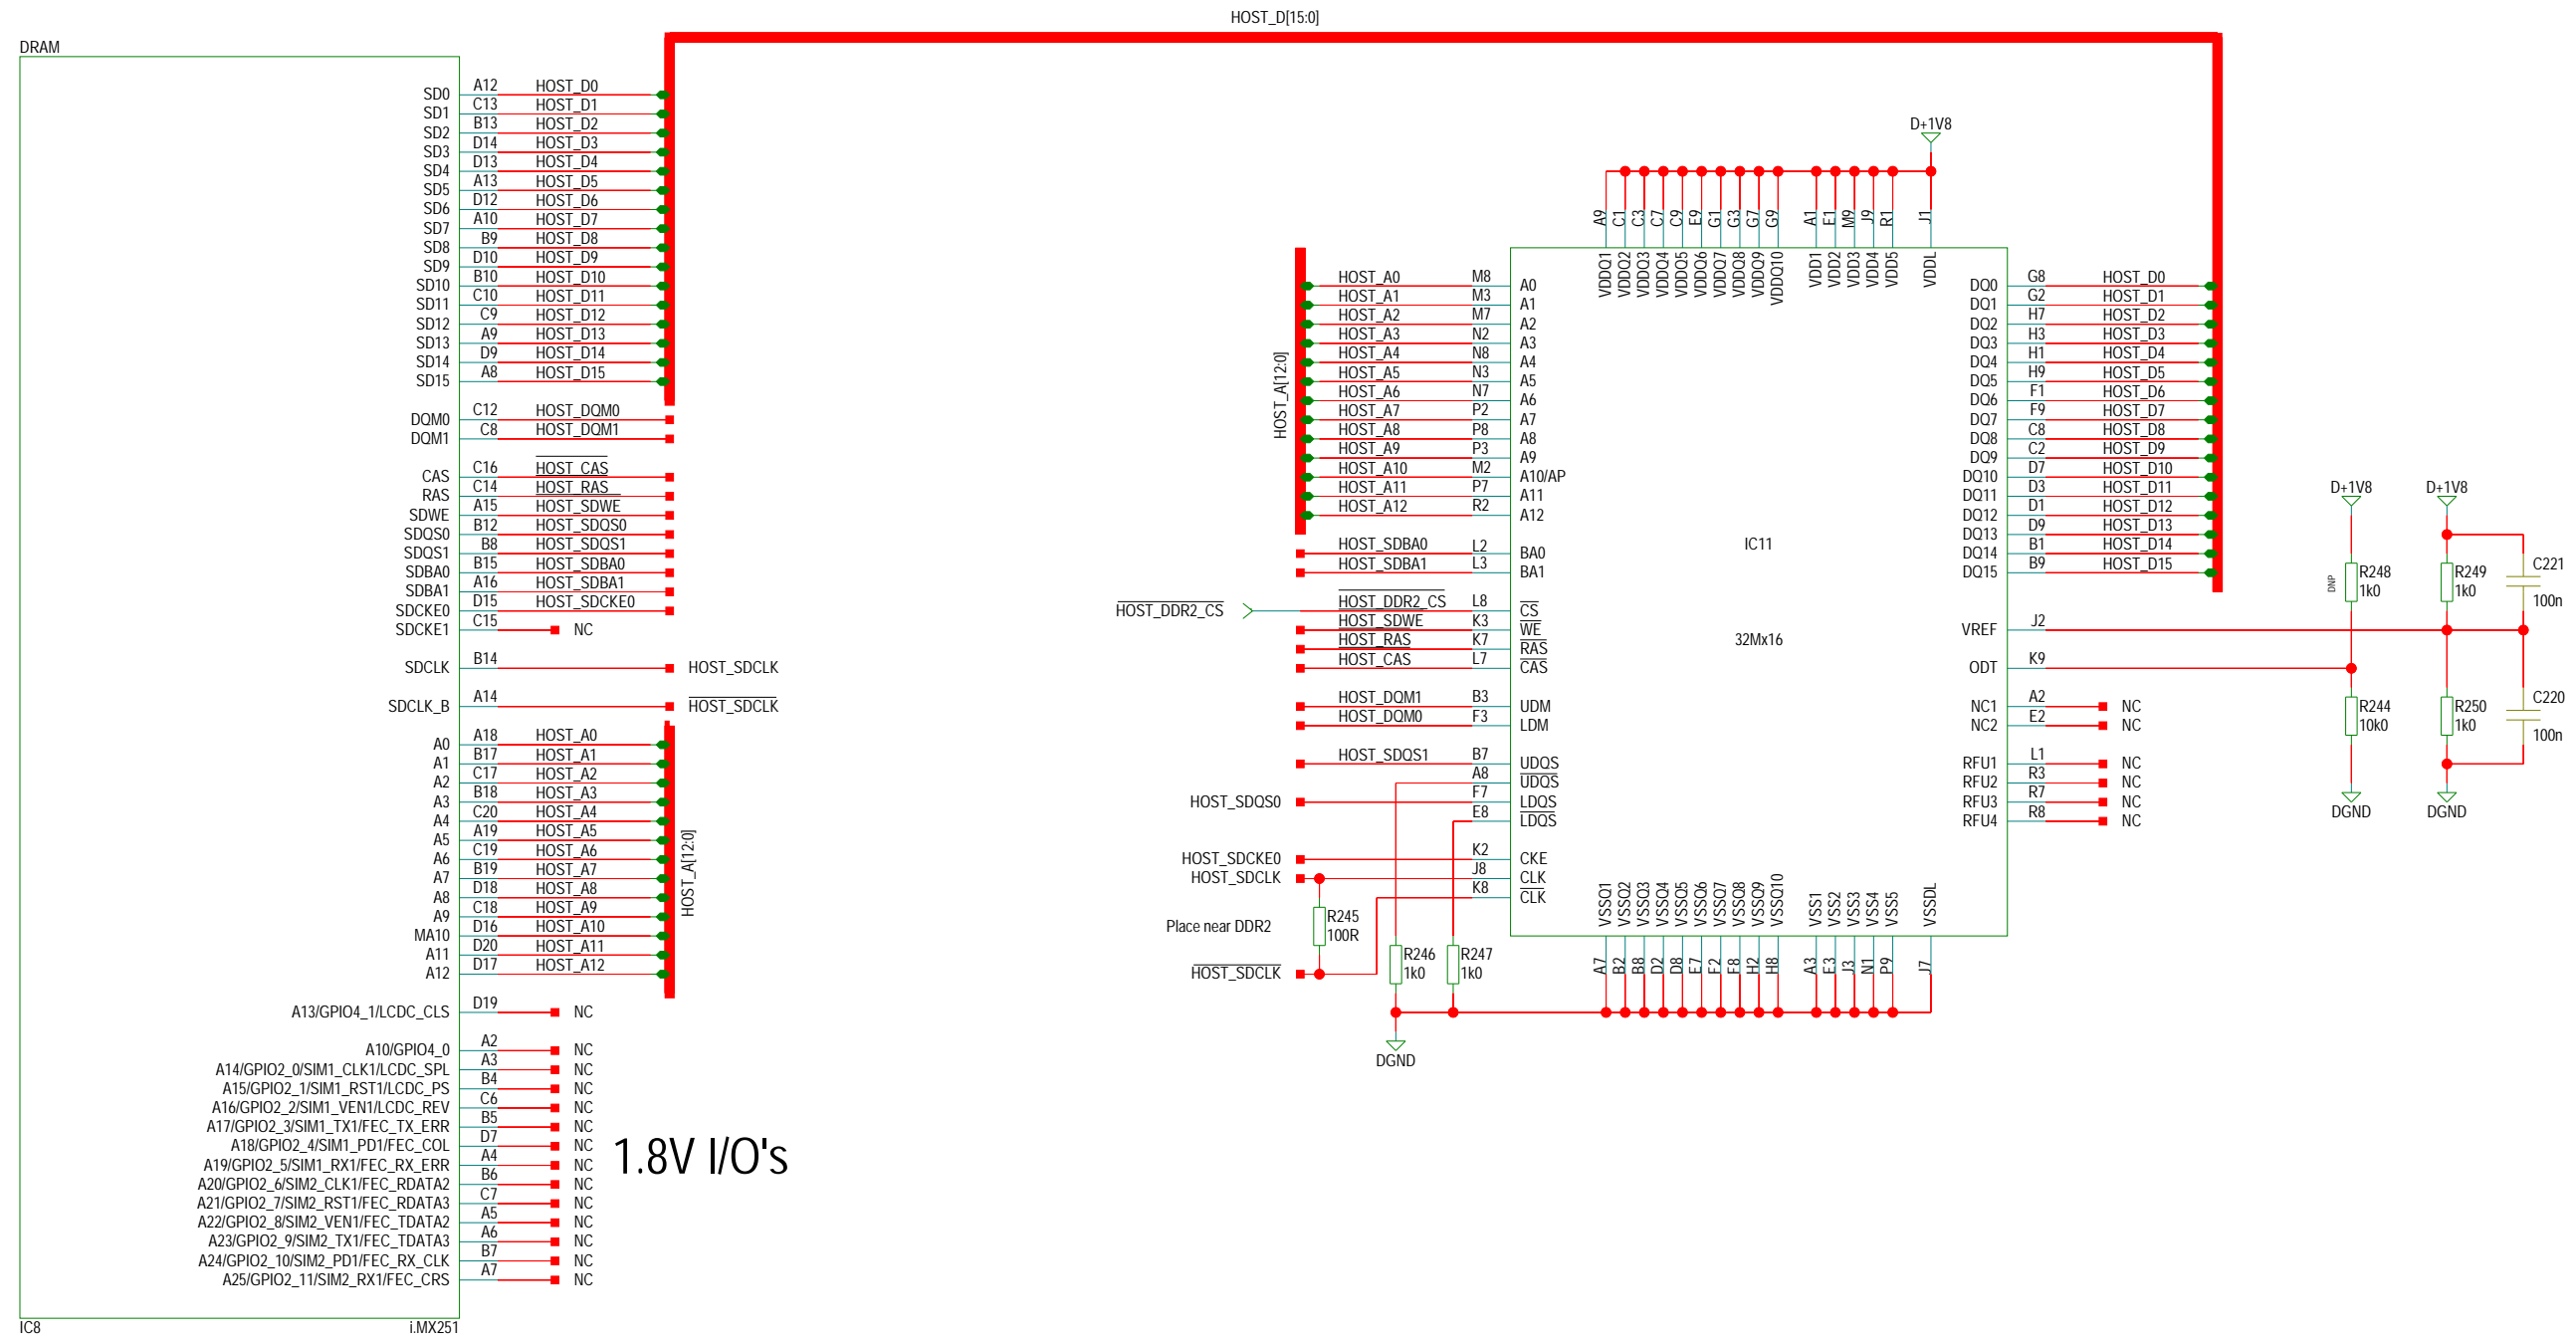 HOST_D[15:0]
DRAM
SD0 A12 HOST_D0
SD1 C13 HOST_D1
SD2 B13 HOST_D2
SD3 D14 HOST_D3
SD4 D13 HOST_D4
SD5 A13 HOST_D5
SD6 D12 HOST_D6
SD7 A10 HOST_D7
SD8 B9 HOST_D8
SD9 D10 HOST_D9
SD10 B10 HOST_D10
SD11 C10 HOST_D11
SD12 C9 HOST_D12
SD13 A9 HOST_D13
SD14 D9 HOST_D14
SD15 A8 HOST_D15
DQM0 C12 HOST_DQM0
DQM1 C8 HOST_DQM1
CAS C16 HOST_CAS
RAS C14 HOST_RAS
SDWE A15 HOST_SDWE
SDQS0 B12 HOST_SDQS0
SDQS1 B8 HOST_SDQS1
SDBA0 B15 HOST_SDBA0
SDBA1 A16 HOST_SDBA1
SDCKE0 D15 HOST_SDCKE0
SDCKE1 C15 NC
SDCLK B14 HOST_SDCLK
SDCLK_B A14 HOST_SDCLK
A0 A18 HOST_A0
A1 B17 HOST_A1
A2 C17 HOST_A2
A3 B18 HOST_A3
A4 C20 HOST_A4
A5 A19 HOST_A5
A6 C19 HOST_A6
A7 B19 HOST_A7
A8 D18 HOST_A8
A9 C18 HOST_A9
MA10 D16 HOST_A10
A11 D20 HOST_A11
A12 D17 HOST_A12
HOST_A[12:0]
A13/GPIO4_1/LCDC_CLS D19 NC
A10/GPIO4_0 A2 NC
A14/GPIO2_0/SIM1_CLK1/LCDC_SPL A3 NC
A15/GPIO2_1/SIM1_RST1/LCDC_PS B4 NC
A16/GPIO2_2/SIM1_VEN1/LCDC_REV C6 NC
A17/GPIO2_3/SIM1_TX1/FEC_TX_ERR B5 NC
A18/GPIO2_4/SIM1_PD1/FEC_COL D7 NC
A19/GPIO2_5/SIM1_RX1/FEC_RX_ERR A4 NC
A20/GPIO2_6/SIM2_CLK1/FEC_RDATA2 B6 NC
A21/GPIO2_7/SIM2_RST1/FEC_RDATA3 C7 NC
A22/GPIO2_8/SIM2_VEN1/FEC_TDATA2 A5 NC
A23/GPIO2_9/SIM2_TX1/FEC_TDATA3 A6 NC
A24/GPIO2_10/SIM2_PD1/FEC_RX_CLK B7 NC
A25/GPIO2_11/SIM2_RX1/FEC_CRS A7 NC
IC8 i.MX251
1.8V I/O's
D+1V8
A9 C1 C3 C7 C9 E9 G1 G3 G7 G9 A1 E1 M9 J9 R1 J1
VDDQ1 VDDQ2 VDDQ3 VDDQ4 VDDQ5 VDDQ6 VDDQ7 VDDQ8 VDDQ9 VDDQ10 VDD1 VDD2 VDD3 VDD4 VDD5 VDDL
HOST_A[12:0]
HOST_A0 M8 A0
HOST_A1 M3 A1
HOST_A2 M7 A2
HOST_A3 N2 A3
HOST_A4 N8 A4
HOST_A5 N3 A5
HOST_A6 N7 A6
HOST_A7 P2 A7
HOST_A8 P8 A8
HOST_A9 P3 A9
HOST_A10 M2 A10/AP
HOST_A11 P7 A11
HOST_A12 R2 A12
HOST_SDBA0 L2 BA0
HOST_SDBA1 L3 BA1
HOST_DDR2_CS HOST_DDR2_CS L8 CS
HOST_SDWE K3 WE
HOST_RAS K7 RAS
HOST_CAS L7 CAS
HOST_DQM1 B3 UDM
HOST_DQM0 F3 LDM
HOST_SDQS1 B7 UDQS
A8 UDQS
HOST_SDQS0 F7 LDQS
E8 LDQS
HOST_SDCKE0 K2 CKE
HOST_SDCLK J8 CLK
K8 CLK
Place near DDR2
R245
100R
HOST_SDCLK
R246
1k0
R247
1k0
DGND
IC11
32Mx16
VSSQ1 VSSQ2 VSSQ3 VSSQ4 VSSQ5 VSSQ6 VSSQ7 VSSQ8 VSSQ9 VSSQ10 VSS1 VSS2 VSS3 VSS4 VSS5 VSSDL
A7 B2 B8 D2 D8 E7 F2 F8 H2 H8 A3 E3 J3 N1 P9 J7
DQ0 G8 HOST_D0
DQ1 G2 HOST_D1
DQ2 H7 HOST_D2
DQ3 H3 HOST_D3
DQ4 H1 HOST_D4
DQ5 H9 HOST_D5
DQ6 F1 HOST_D6
DQ7 F9 HOST_D7
DQ8 C8 HOST_D8
DQ9 C2 HOST_D9
DQ10 D7 HOST_D10
DQ11 D3 HOST_D11
DQ12 D1 HOST_D12
DQ13 D9 HOST_D13
DQ14 B1 HOST_D14
DQ15 B9 HOST_D15
VREF J2
ODT K9
NC1 A2 NC
NC2 E2 NC
RFU1 L1 NC
RFU2 R3 NC
RFU3 R7 NC
RFU4 R8 NC
D+1V8 D+1V8
DNP
R248
1k0
R249
1k0
C221
100n
R244
10k0
R250
1k0
C220
100n
DGND DGND